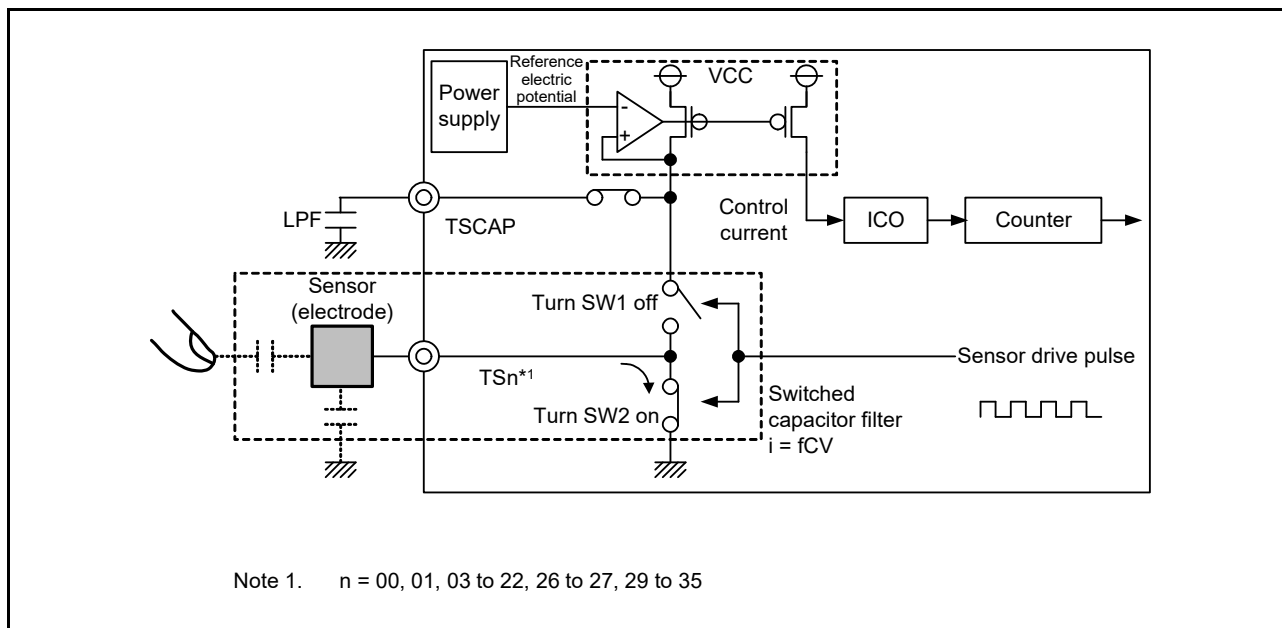 Power
supply
Reference
electric
potential
VCC
-
+
LPF
TSCAP
Control
current
ICO
Counter
Sensor
(electrode)
Turn SW1 off
TSn*1
Turn SW2 on
Sensor drive pulse
Switched
capacitor filter
i = fCV
Note 1. n = 00, 01, 03 to 22, 26 to 27, 29 to 35